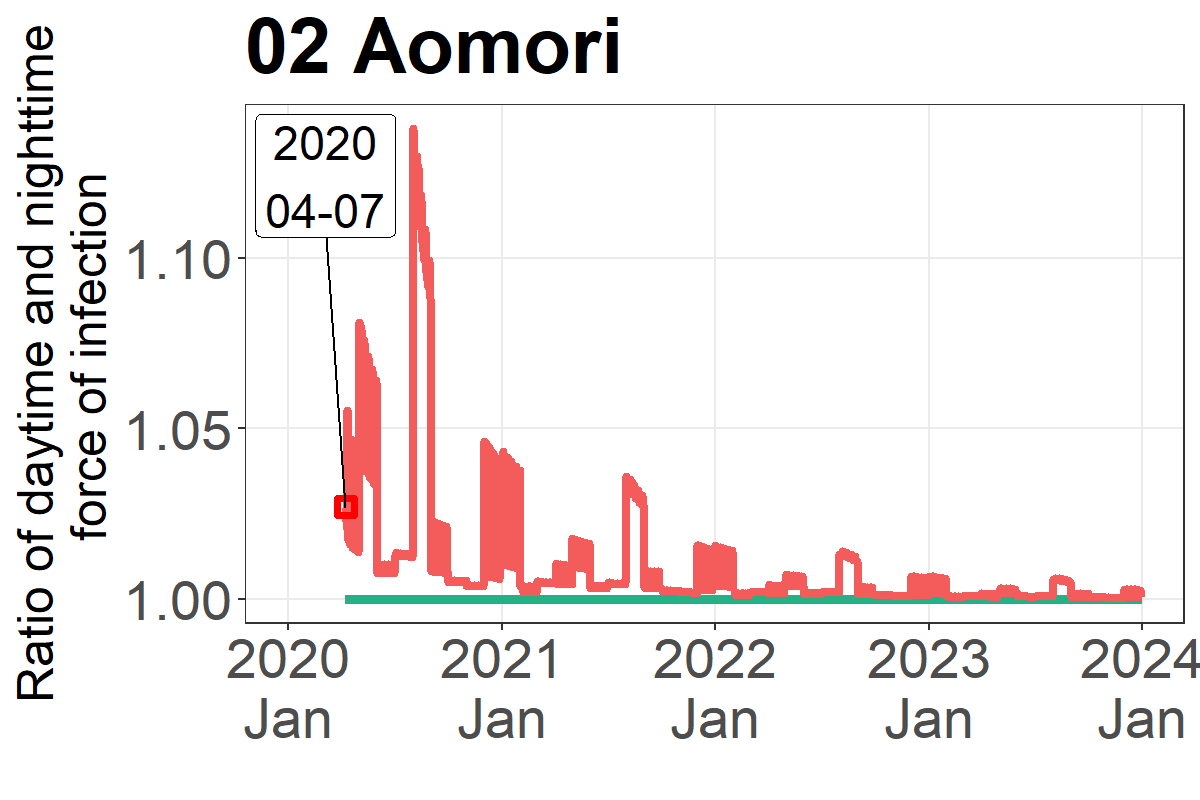 02 Aomori
Ratio of daytime and nighttime
force of infection
2020
04-07
1.10
1.05
1.00
2020
Jan
2021
Jan
2022
Jan
2023
Jan
2024
Jan